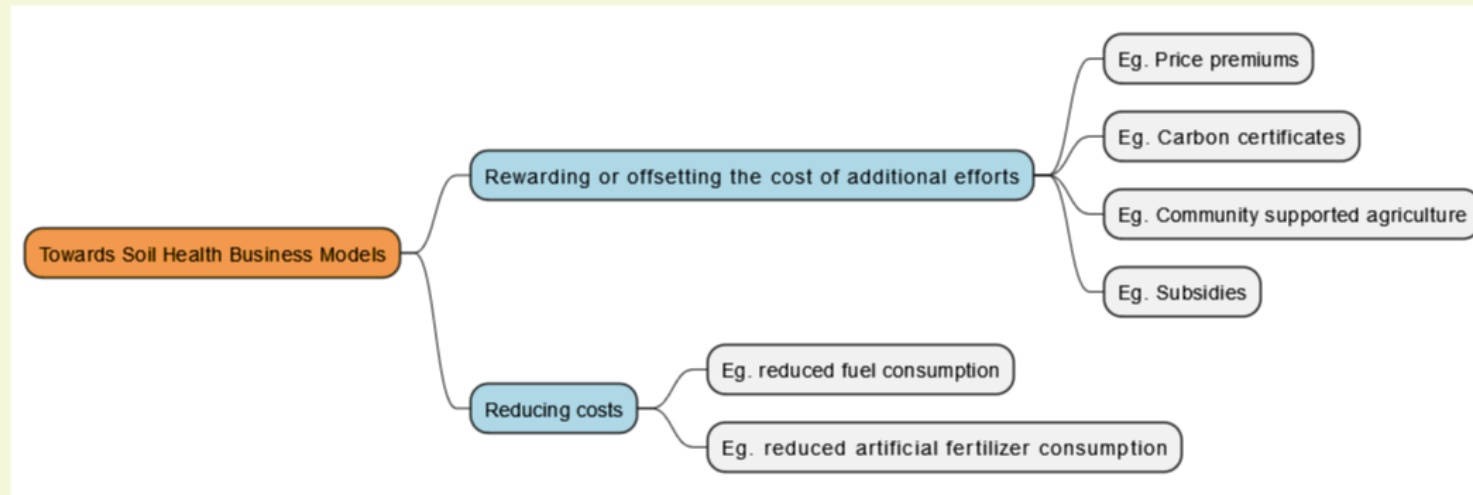 Towards Soil Health Business Models
Rewarding or offsetting the cost of additional efforts
Eg. Price premiums
Eg. Carbon certificates
Eg. Community supported agriculture
Eg. Subsidies
Reducing costs
Eg. reduced fuel consumption
Eg. reduced artificial fertilizer consumption